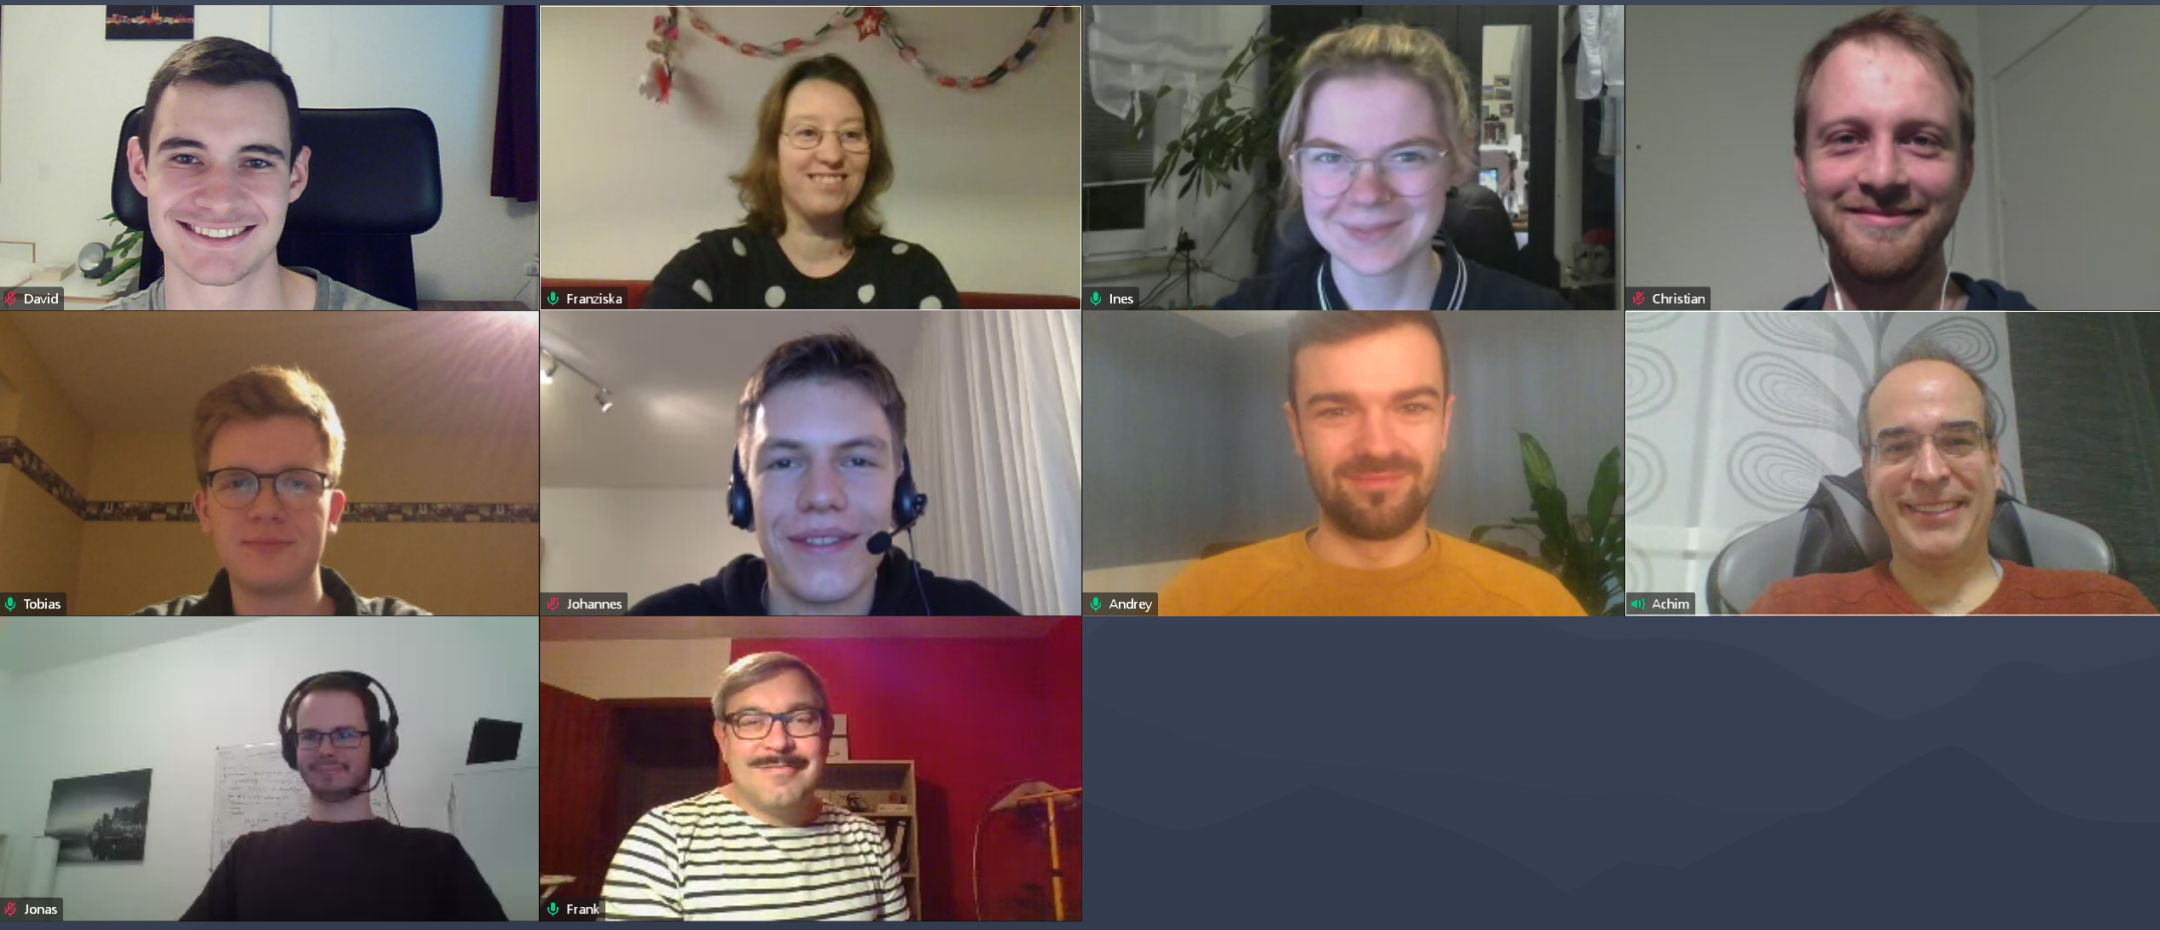 David
Franziska
Ines
Christian
Tobias
Johannes
Andrey
Achim
Jonas
Frank